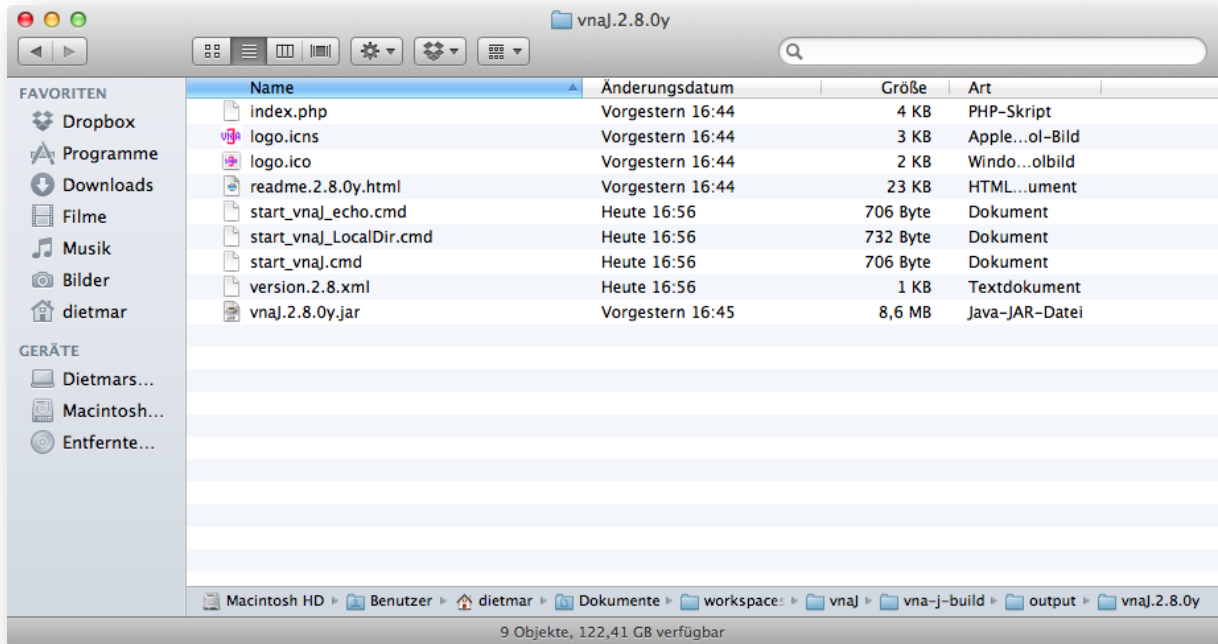 vnaJ.2.8.0y
FAVORITEN
Dropbox
Programme
Downloads
Filme
Musik
Bilder
dietmar
GERÄTE
Dietmars...
Macintosh...
Entfernte...
Name Änderungsdatum Größe Art
index.php Vorgestern 16:44 4 KB PHP-Skript
logo.icns Vorgestern 16:44 3 KB Apple...ol-Bild
logo.ico Vorgestern 16:44 2 KB Windo...olbild
readme.2.8.0y.html Vorgestern 16:44 23 KB HTML...ument
start_vnaJ_echo.cmd Heute 16:56 706 Byte Dokument
start_vnaJ_LocalDir.cmd Heute 16:56 732 Byte Dokument
start_vnaJ.cmd Heute 16:56 706 Byte Dokument
version.2.8.xml Heute 16:56 1 KB Textdokument
vnaJ.2.8.0y.jar Vorgestern 16:45 8,6 MB Java-JAR-Datei
Macintosh HD Benutzer dietmar Dokumente workspaces vnaJ vna-j-build output vnaJ.2.8.0y
9 Objekte, 122,41 GB verfügbar